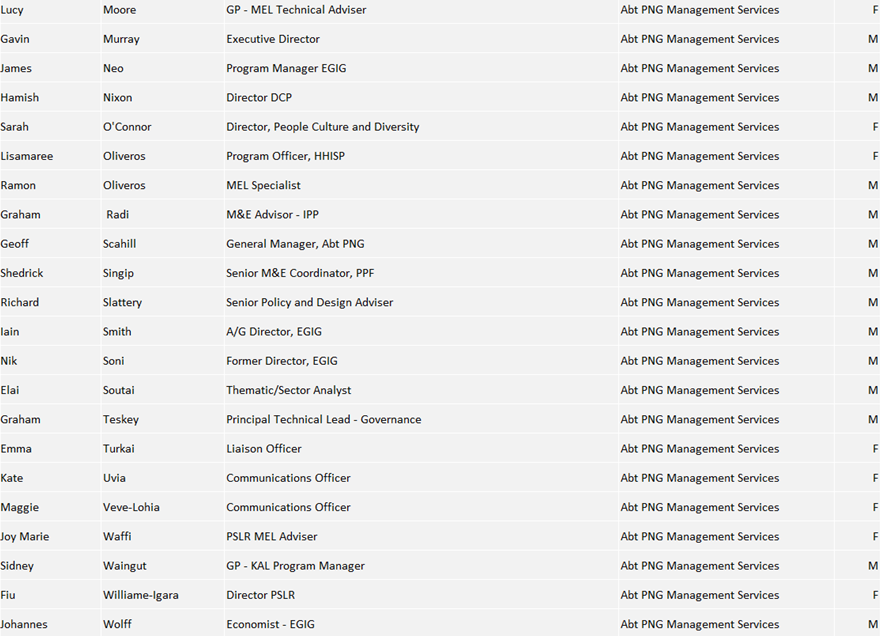 Lucy Moore GP - MEL Technical Adviser Abt PNG Management Services F
Gavin Murray Executive Director Abt PNG Management Services M
James Neo Program Manager EGIG Abt PNG Management Services M
Hamish Nixon Director DCP Abt PNG Management Services M
Sarah O'Connor Director, People Culture and Diversity Abt PNG Management Services F
Lisamaree Oliveros Program Officer, HHISP Abt PNG Management Services F
Ramon Oliveros MEL Specialist Abt PNG Management Services M
Graham Radi M&E Advisor - IPP Abt PNG Management Services M
Geoff Scahill General Manager, Abt PNG Abt PNG Management Services M
Shedrick Singip Senior M&E Coordinator, PPF Abt PNG Management Services M
Richard Slattery Senior Policy and Design Adviser Abt PNG Management Services M
Iain Smith A/G Director, EGIG Abt PNG Management Services M
Nik Soni Former Director, EGIG Abt PNG Management Services M
Elai Soutai Thematic/Sector Analyst Abt PNG Management Services M
Graham Teskey Principal Technical Lead - Governance Abt PNG Management Services M
Emma Turkai Liaison Officer Abt PNG Management Services F
Kate Uvia Communications Officer Abt PNG Management Services F
Maggie Veve-Lohia Communications Officer Abt PNG Management Services F
Joy Marie Waffi PSLR MEL Adviser Abt PNG Management Services F
Sidney Waingut GP - KAL Program Manager Abt PNG Management Services M
Fiu Williame-Igara Director PSLR Abt PNG Management Services F
Johannes Wolff Economist - EGIG Abt PNG Management Services M